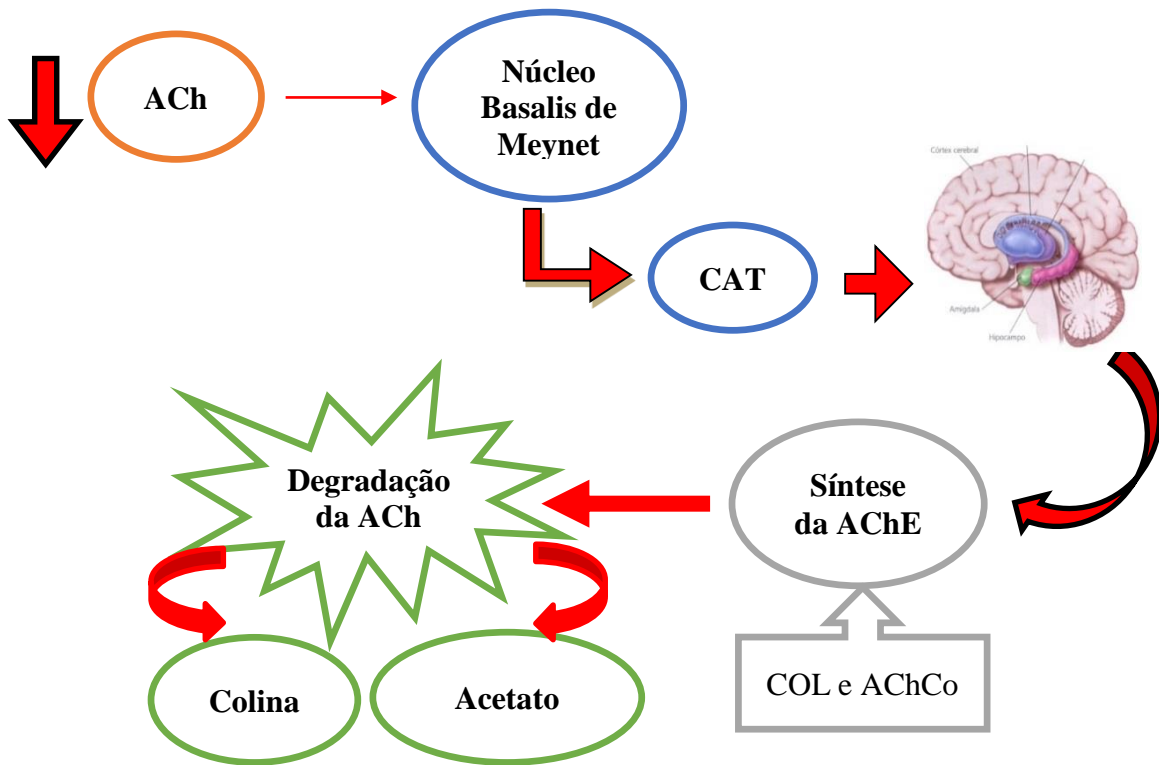 ACh
Núcleo
Basalis de
Meynet
CAT
Córtex cerebral
Amígdala
Hipocampo
Síntese
da AChE
COL e AChCo
Degradação
da ACh
Colina
Acetato